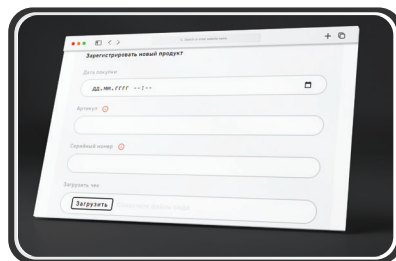 Зарегистрировать новый продукт
Дата покупки
ДД.ММ.ГГГГ --:--
Артикул
Серийный номер
Загрузить чек
Загрузить